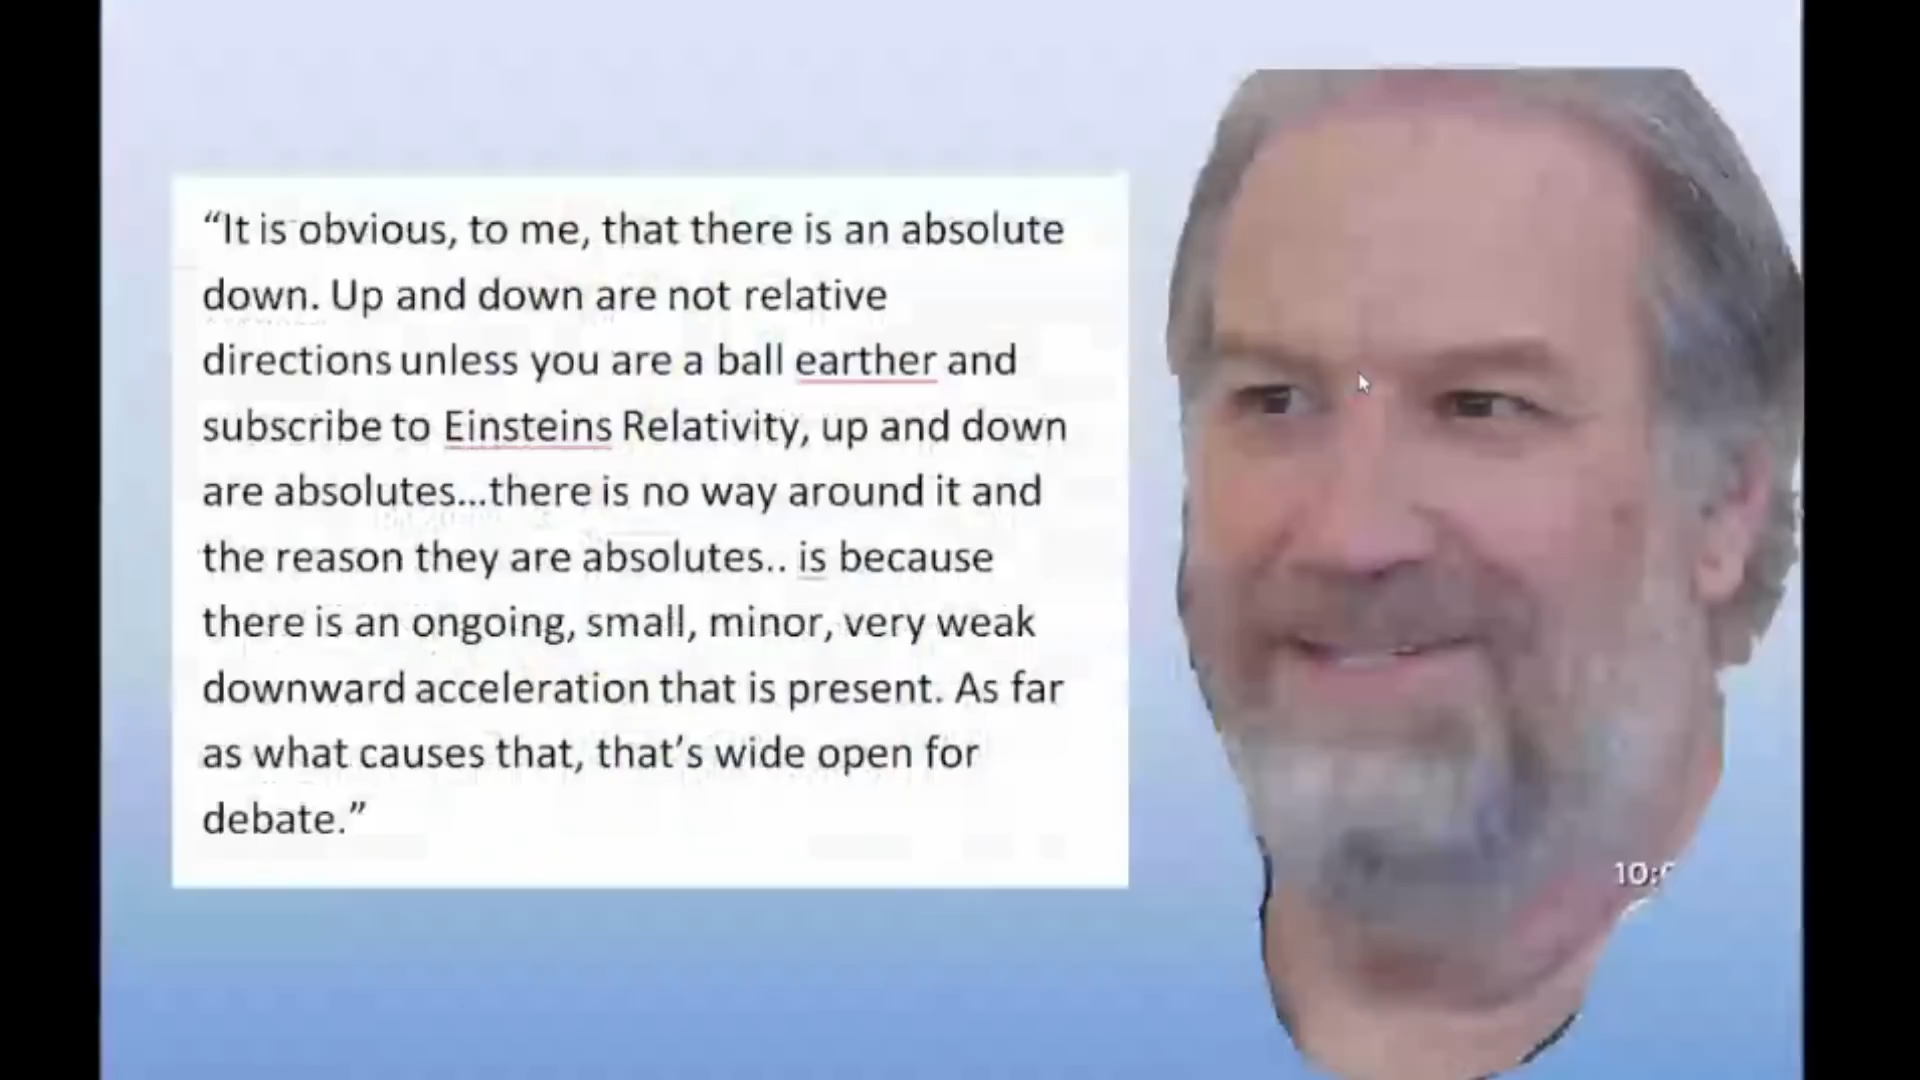 “It is obvious, to me, that there is an absolute
down. Up and down are not relative
directions unless you are a ball earther and
subscribe to Einsteins Relativity, up and down
are absolutes...there is no way around it and
the reason they are absolutes.. is because
there is an ongoing, small, minor, very weak
downward acceleration that is present. As far
as what causes that, that’s wide open for
debate.”